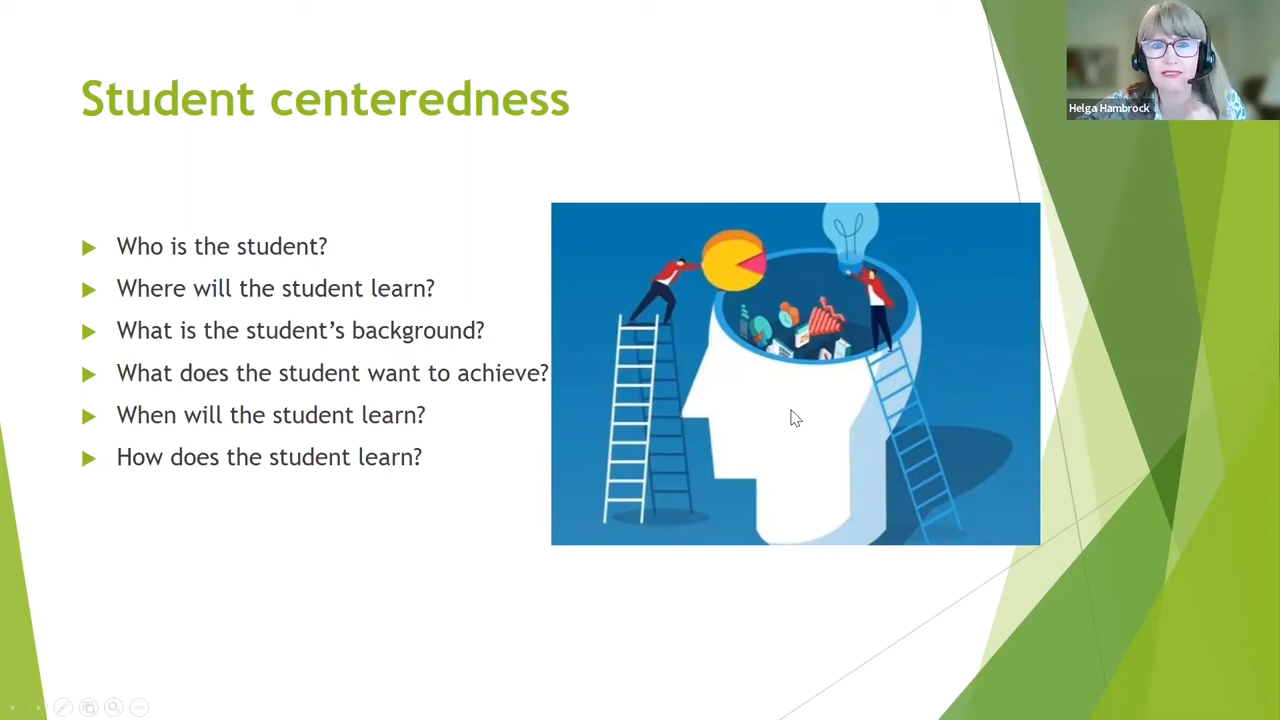 Student centeredness
Helga Hambrock
Who is the student?
Where will the student learn?
What is the student’s background?
What does the student want to achieve?
When will the student learn?
How does the student learn?